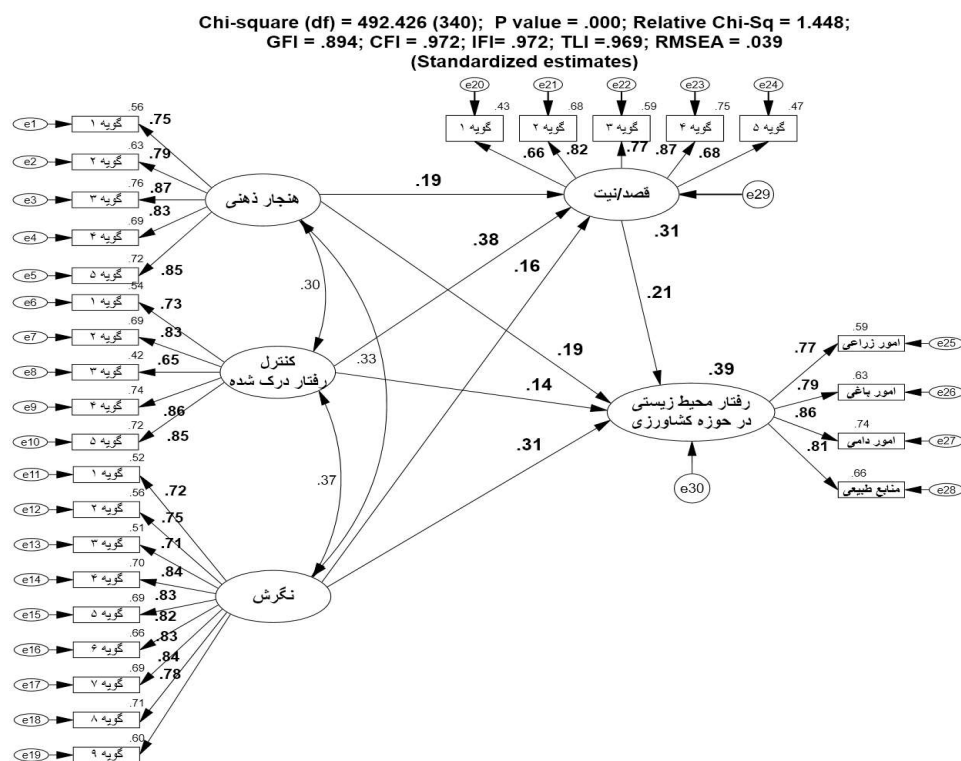 Chi-square (df) = 492.426 (340); P value = .000; Relative Chi-Sq = 1.448;
GFI = .894; CFI = .972; IFI= .972; TLI =.969; RMSEA = .039
(Standardized estimates)
e20 e21 e22 e23 e24
.43 .68 .59 .75 .47
گویه ۱ گویه ۲ گویه ۳ گویه ۴ گویه ۵
.66 .82 .77 .87 .68
قصد/نیت
e29
.31
.56
e1 گویه ۱ .75
.63
e2 گویه ۲ .79
.76
e3 گویه ۳ .87
.69
e4 گویه ۴ .83
.72
e5 گویه ۵ .85
هنجار ذهنی
.19
.38
.16
.21
.30
.33
.19
.14
.31
.37
.54
e6 گویه ۱ .73
.69
e7 گویه ۲ .83
.42
e8 گویه ۳ .65
.74
e9 گویه ۴ .86
.72
e10 گویه ۵ .85
کنترل
رفتار درک شده
.39
رفتار محیط زیستی
در حوزه کشاورزی
e30
.59
.77 امور زراعی e25
.63
.79 امور باغی e26
.74
.86 امور دامی e27
.66
.81 منابع طبیعی e28
.52
e11 گویه ۱ .72
.56
e12 گویه ۲ .75
.51
e13 گویه ۳ .71
.70
e14 گویه ۴ .84
.69
e15 گویه ۵ .83
.82
.66
e16 گویه ۶ .83
.69
e17 گویه ۷ .84
.78
.71
e18 گویه ۸
.60
e19 گویه ۹
نگرش